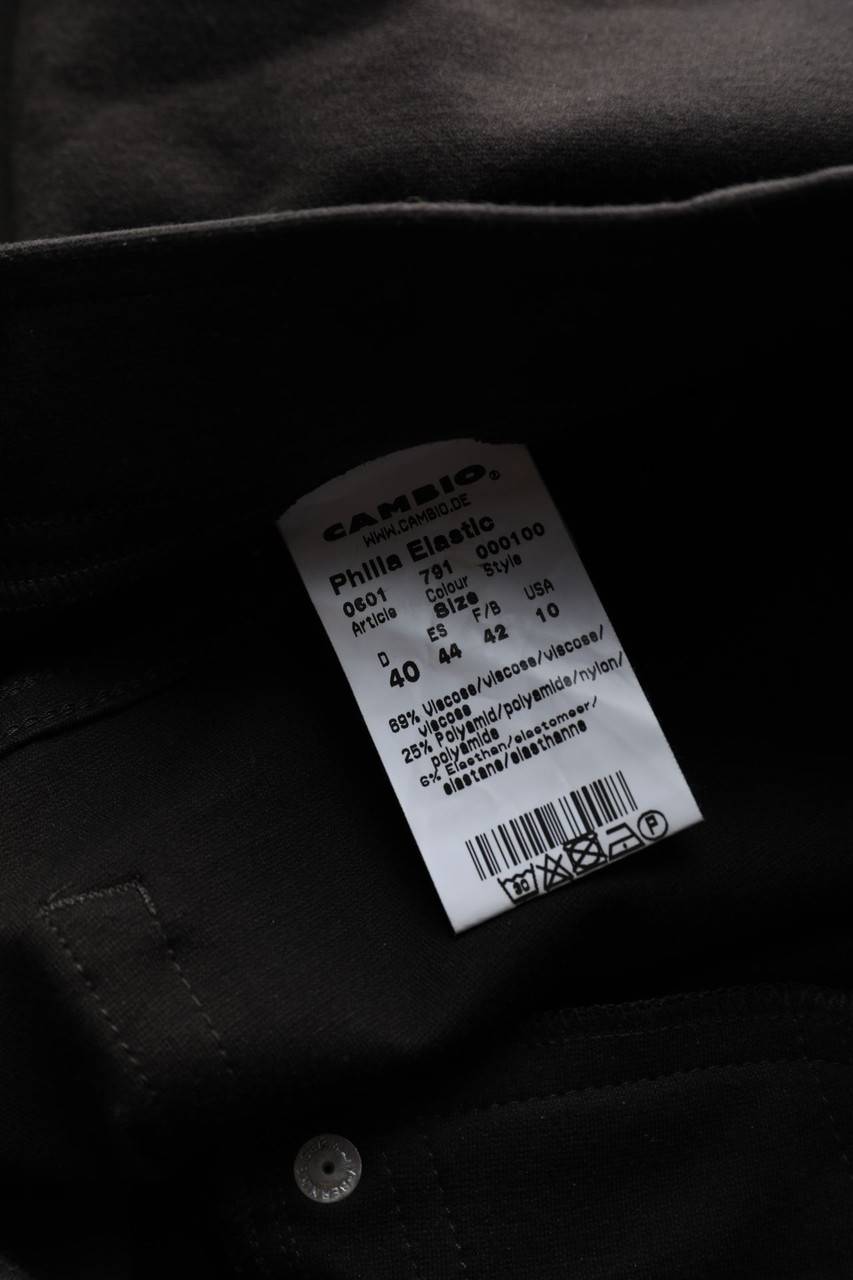 CAMBIO®
WWW.CAMBIO.DE
Philia Elastic
0601 791 000100
Article Colour Style
Size
D ES F/B USA
40 44 42 10
69% Viscose/viscose/viscose/
viscose
25% Polyamid/polyamide/nylon/
polyamide
6% Elasthan/elastomeer/
elastane/elasthanne
30
P